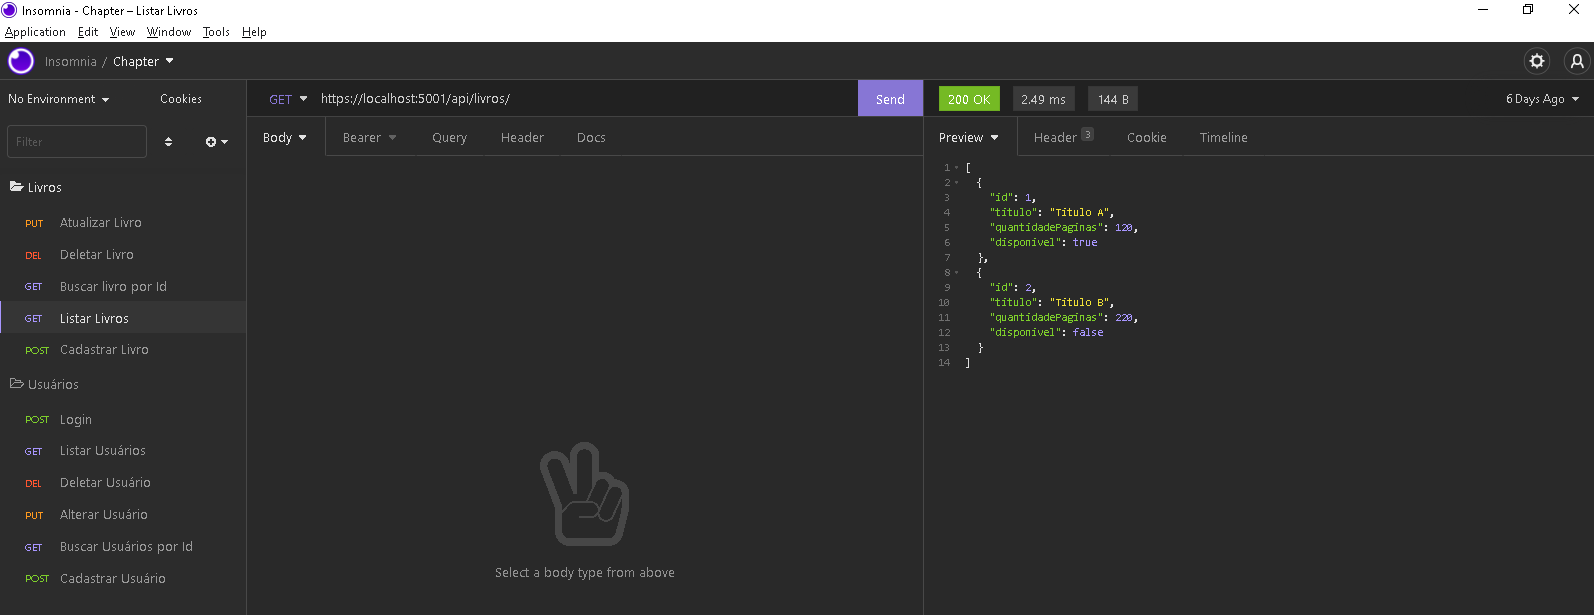 Insomnia - Chapter – Listar Livros
Application Edit View Window Tools Help
Insomnia / Chapter
No Environment Cookies
GET https://localhost:5001/api/livros/ Send
200 OK 2.49 ms 144 B 6 Days Ago
Filter
Body Bearer Query Header Docs
Preview Header 3 Cookie Timeline
Livros
PUT Atualizar Livro
DEL Deletar Livro
GET Buscar livro por Id
GET Listar Livros
POST Cadastrar Livro
Usuários
POST Login
GET Listar Usuários
DEL Deletar Usuário
PUT Alterar Usuário
GET Buscar Usuários por Id
POST Cadastrar Usuário
Select a body type from above
1 [
2 {
3 "id": 1,
4 "titulo": "Titulo A",
5 "quantidadePaginas": 120,
6 "disponivel": true
7 },
8 {
9 "id": 2,
10 "titulo": "Titulo B",
11 "quantidadePaginas": 220,
12 "disponivel": false
13 }
14 ]